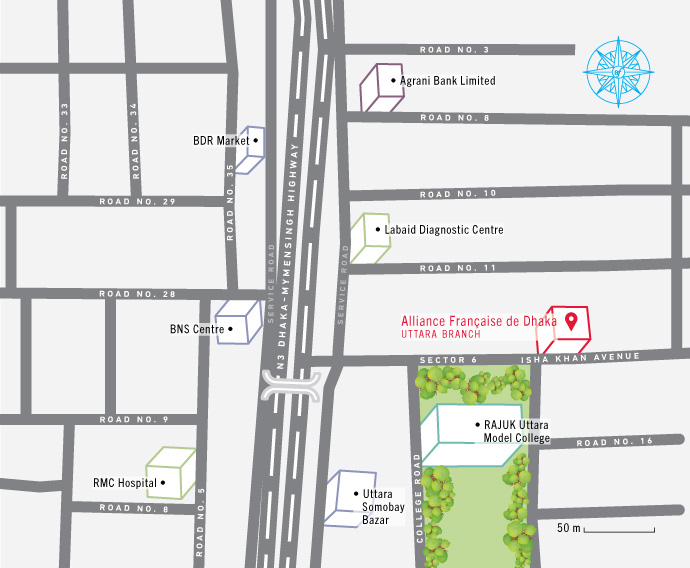 ROAD NO. 3
Agrani Bank Limited
ROAD NO. 33
ROAD NO. 34
ROAD NO. 8
BDR Market
N3 DHAKA-MYMENSINGH HIGHWAY
ROAD NO. 35
ROAD NO. 10
ROAD NO. 29
Labaid Diagnostic Centre
SERVICE ROAD
SERVICE ROAD
ROAD NO. 11
ROAD NO. 28
BNS Centre
Alliance Française de Dhaka
UTTARA BRANCH
SECTOR 6
ISHA KHAN AVENUE
ROAD NO. 9
RAJUK Uttara
Model College
ROAD NO. 16
COLLEGE ROAD
RMC Hospital
Uttara
Somobay
Bazar
ROAD NO. 8
ROAD NO. 5
50 m